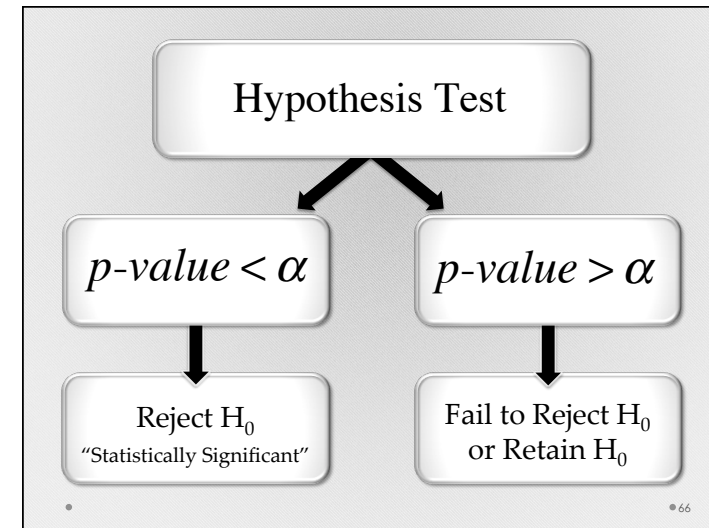 Hypothesis Test
p-value < α
p-value > α
Reject H₀
“Statistically Significant”
Fail to Reject H₀
or Retain H₀
66